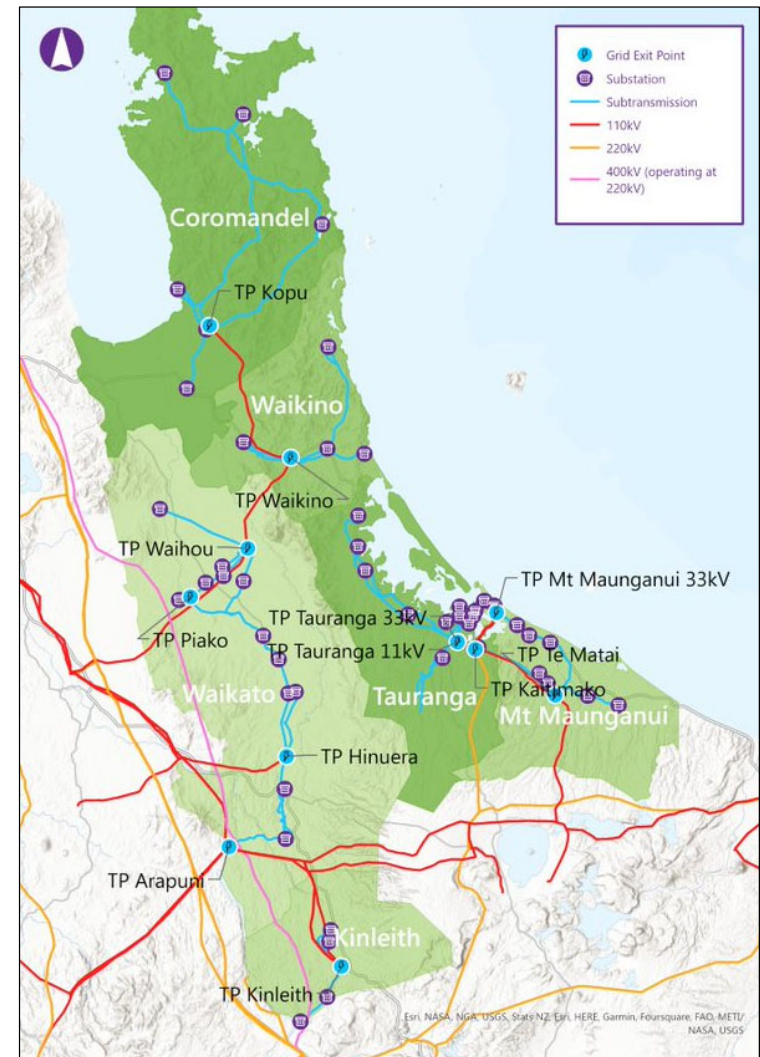 Grid Exit Point
Substation
Subtransmission
110kV
220kV
400kV (operating at
220kV)
Coromandel
TP Kopu
Waikino
TP Waikino
TP Waihou
TP Mt Maunganui 33kV
TP Tauranga 33kV
TP Piako
TP Tauranga 11kV
TP Te Matai
TP Kaitimako
Waikato
Tauranga
Mt Maunganui
TP Hinuera
TP Arapuni
Kinleith
TP Kinleith
Esri, NASA, NGA, USGS, Stats NZ, Esri, HERE, Garmin, Foursquare, FAO, METI/
NASA, USGS